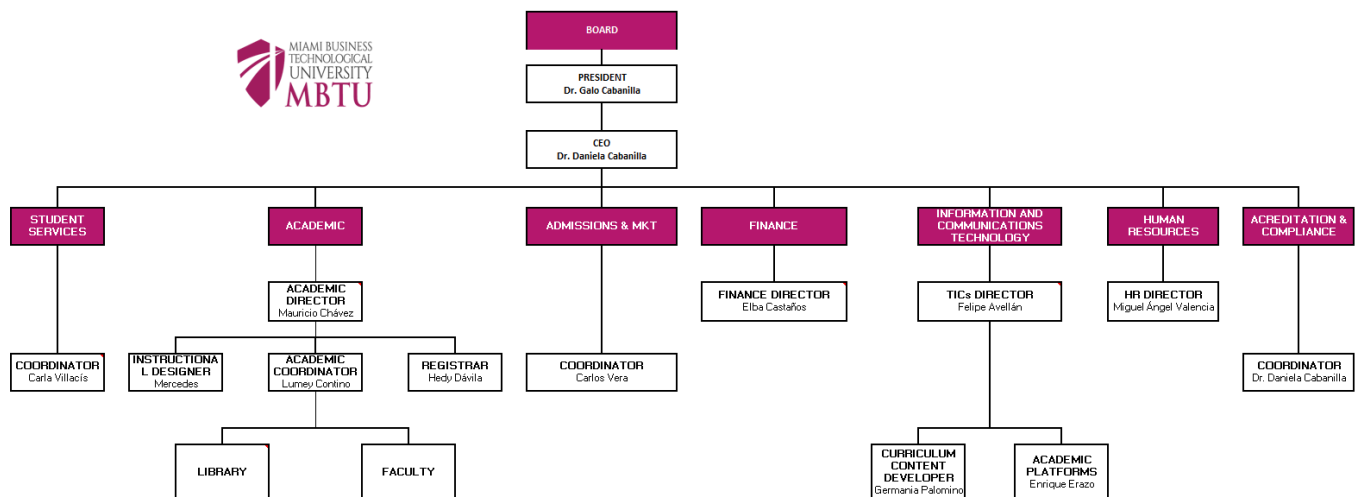 MIAMI BUSINESS
TECHNOLOGICAL
UNIVERSITY
MBTU
BOARD
PRESIDENT
Dr. Galo Cabanilla
CEO
Dr. Daniela Cabanilla
STUDENT
SERVICES
ACADEMIC
ADMISSIONS & MKT
FINANCE
INFORMATION AND
COMMUNICATIONS
TECHNOLOGY
HUMAN
RESOURCES
ACREDITATION &
COMPLIANCE
ACADEMIC
DIRECTOR
Mauricio Chávez
FINANCE DIRECTOR
Elba Castaños
TICs DIRECTOR
Felipe Avellán
HR DIRECTOR
Miguel Ángel Valencia
COORDINATOR
Carla Villacís
INSTRUCTIONA
L DESIGNER
Mercedes
ACADEMIC
COORDINATOR
Lumey Contino
REGISTRAR
Hedy Dávila
COORDINATOR
Carlos Vera
COORDINATOR
Dr. Daniela Cabanilla
LIBRARY
FACULTY
CURRICULUM
CONTENT
DEVELOPER
Germania Palomino
ACADEMIC
PLATFORMS
Enrique Erazo